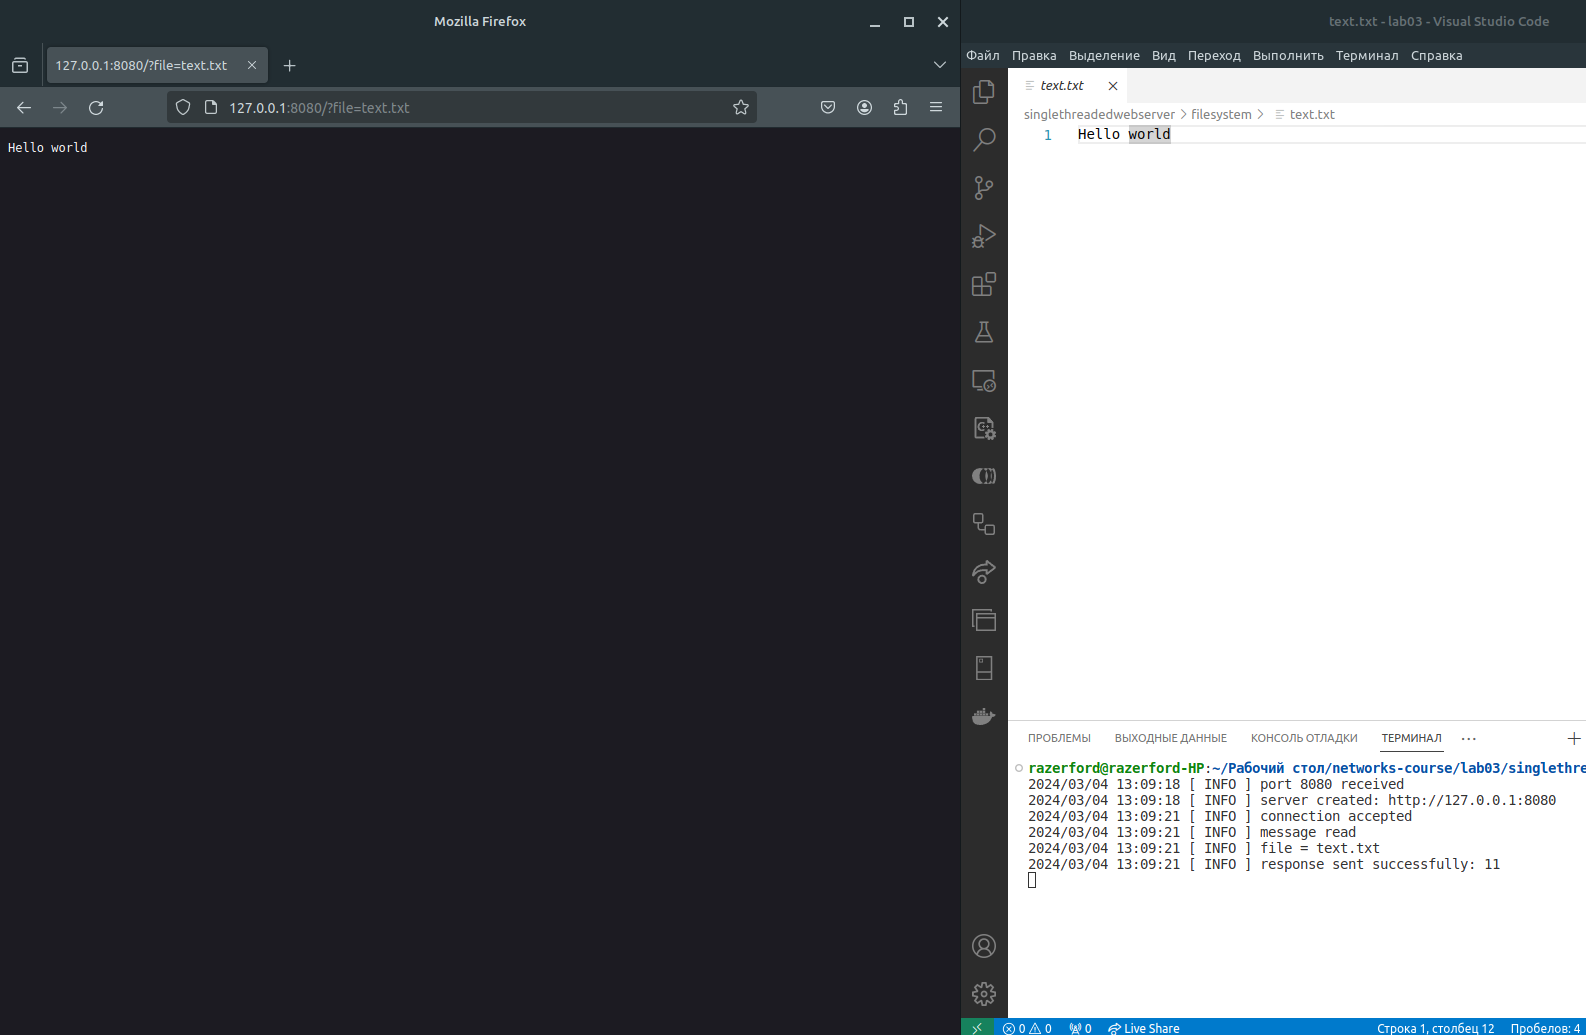 Mozilla Firefox
127.0.0.1:8080/?file=text.txt
127.0.0.1:8080/?file=text.txt
Hello world
text.txt - lab03 - Visual Studio Code
Файл Правка Выделение Вид Переход Выполнить Терминал Справка
text.txt
singlethreadedwebserver > filesystem > text.txt
1 Hello world
ПРОБЛЕМЫ ВЫХОДНЫЕ ДАННЫЕ КОНСОЛЬ ОТЛАДКИ ТЕРМИНАЛ ...
razerford@razerford-HP:~/Рабочий стол/networks-course/lab03/singlethre
2024/03/04 13:09:18 [ INFO ] port 8080 received
2024/03/04 13:09:18 [ INFO ] server created: http://127.0.0.1:8080
2024/03/04 13:09:21 [ INFO ] connection accepted
2024/03/04 13:09:21 [ INFO ] message read
2024/03/04 13:09:21 [ INFO ] file = text.txt
2024/03/04 13:09:21 [ INFO ] response sent successfully: 11
0 0 0 Live Share Строка 1, столбец 12 Пробелов: 4